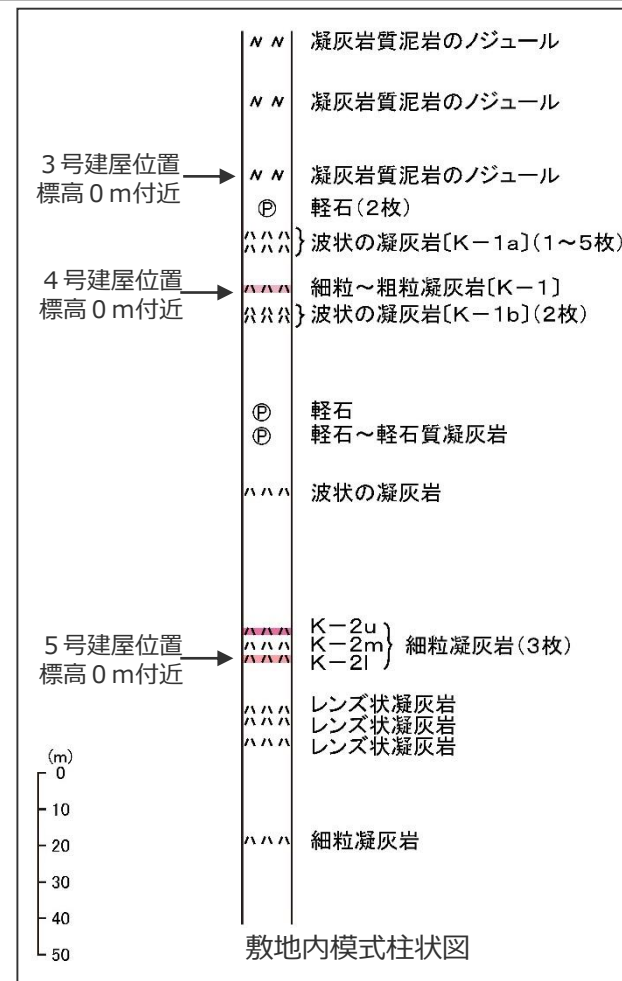 凝灰岩質泥岩のノジュール
凝灰岩質泥岩のノジュール
3号建屋位置
標高0m付近
凝灰岩質泥岩のノジュール
Ⓟ 軽石(2枚)
波状の凝灰岩〔K−1a〕(1〜5枚)
4号建屋位置
標高0m付近
細粒〜粗粒凝灰岩〔K−1〕
波状の凝灰岩〔K−1b〕(2枚)
Ⓟ 軽石
Ⓟ 軽石〜軽石質凝灰岩
波状の凝灰岩
5号建屋位置
標高0m付近
K−2u
K−2m
K−2l
細粒凝灰岩(3枚)
レンズ状凝灰岩
レンズ状凝灰岩
レンズ状凝灰岩
細粒凝灰岩
(m)
0
10
20
30
40
50
敷地内模式柱状図